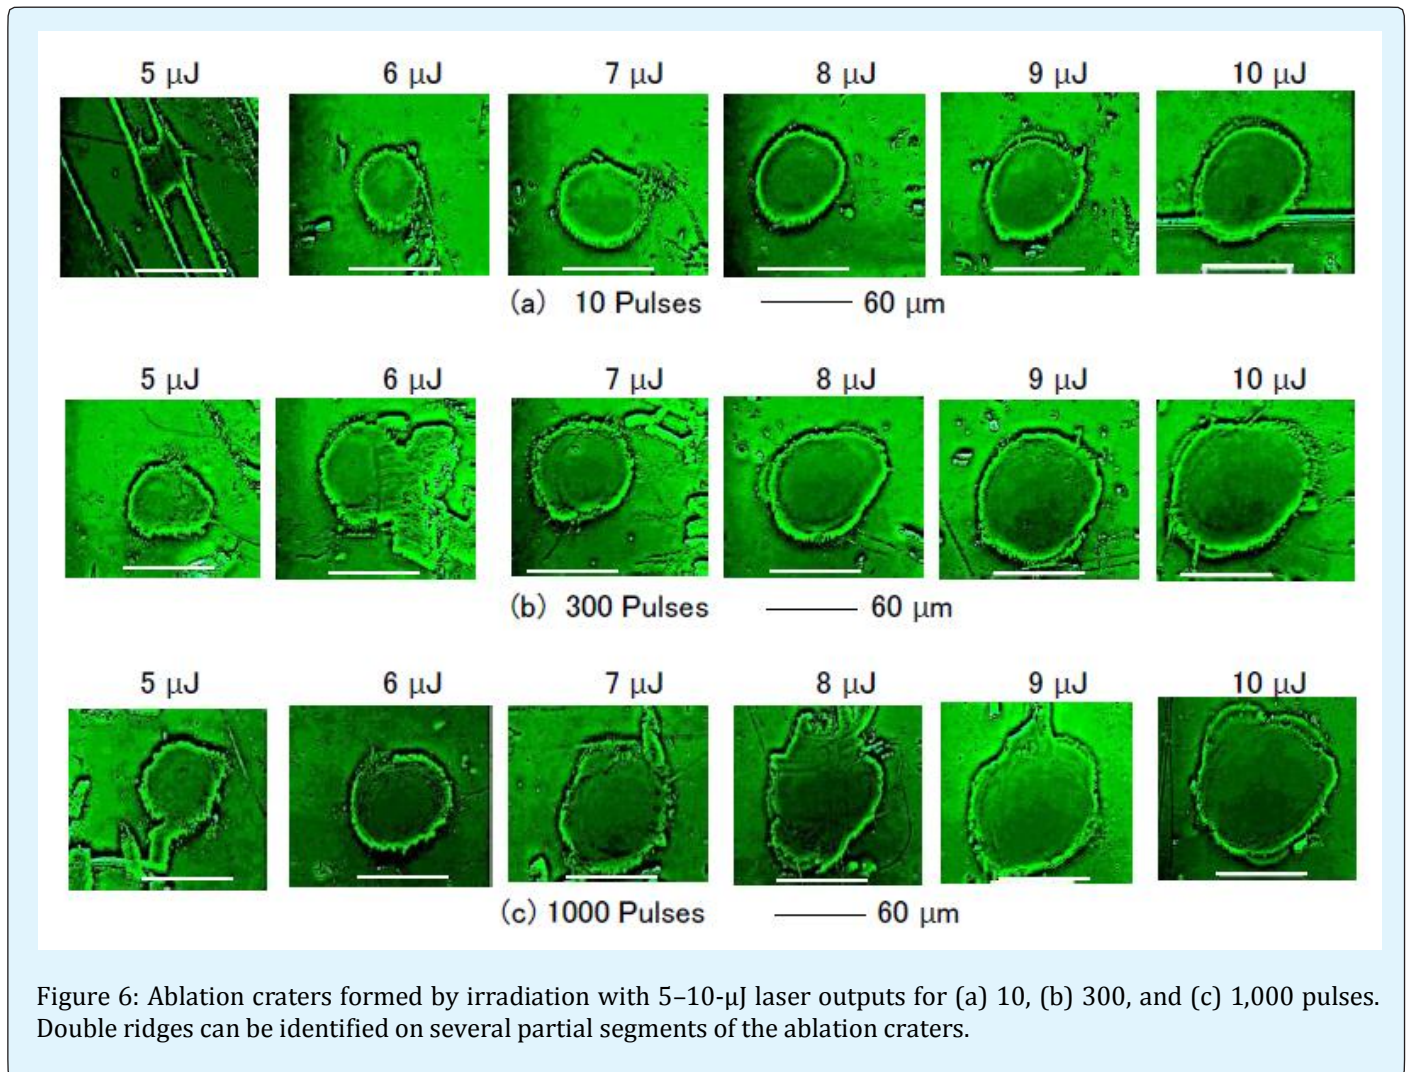 5 μJ 6 μJ 7 μJ 8 μJ 9 μJ 10 μJ
(a) 10 Pulses 60 μm
5 μJ 6 μJ 7 μJ 8 μJ 9 μJ 10 μJ
(b) 300 Pulses 60 μm
5 μJ 6 μJ 7 μJ 8 μJ 9 μJ 10 μJ
(c) 1000 Pulses 60 μm
Figure 6: Ablation craters formed by irradiation with 5–10-μJ laser outputs for (a) 10, (b) 300, and (c) 1,000 pulses.
Double ridges can be identified on several partial segments of the ablation craters.